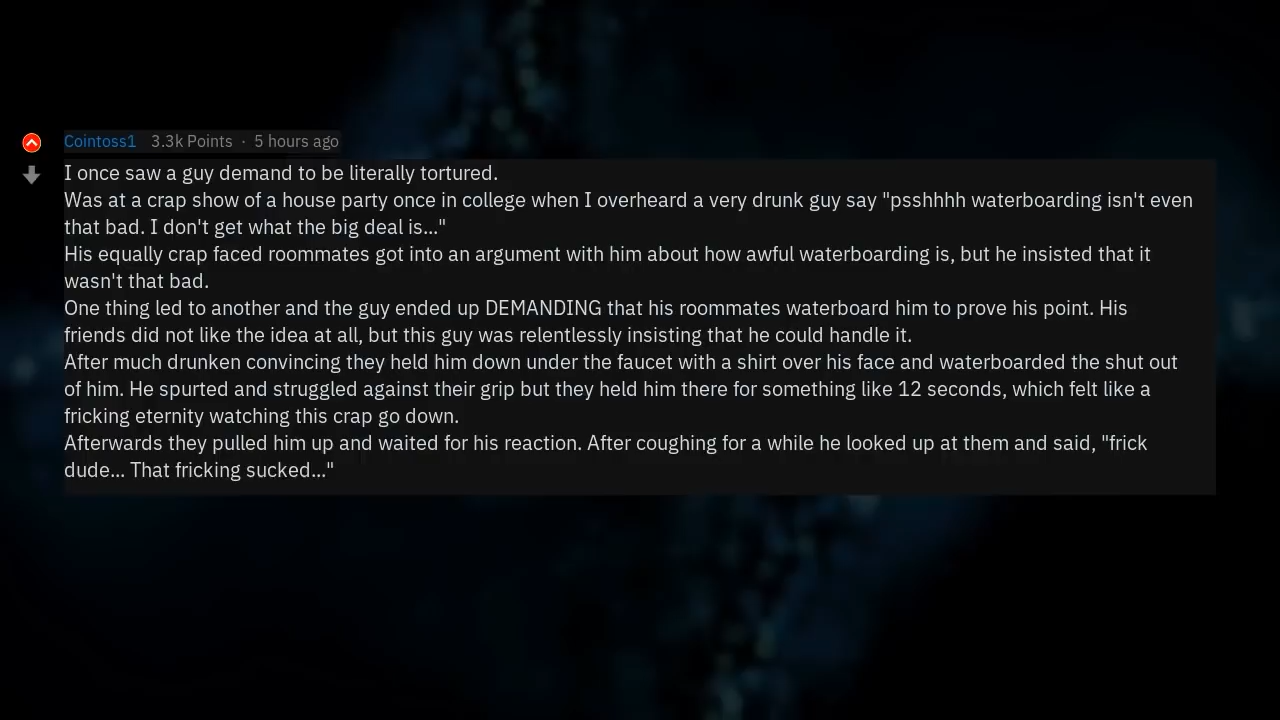 Cointoss1 3.3k Points · 5 hours ago
I once saw a guy demand to be literally tortured.
Was at a crap show of a house party once in college when I overheard a very drunk guy say "psshhhh waterboarding isn't even
that bad. I don't get what the big deal is..."
His equally crap faced roommates got into an argument with him about how awful waterboarding is, but he insisted that it
wasn't that bad.
One thing led to another and the guy ended up DEMANDING that his roommates waterboard him to prove his point. His
friends did not like the idea at all, but this guy was relentlessly insisting that he could handle it.
After much drunken convincing they held him down under the faucet with a shirt over his face and waterboarded the shut out
of him. He spurted and struggled against their grip but they held him there for something like 12 seconds, which felt like a
fricking eternity watching this crap go down.
Afterwards they pulled him up and waited for his reaction. After coughing for a while he looked up at them and said, "frick
dude... That fricking sucked..."